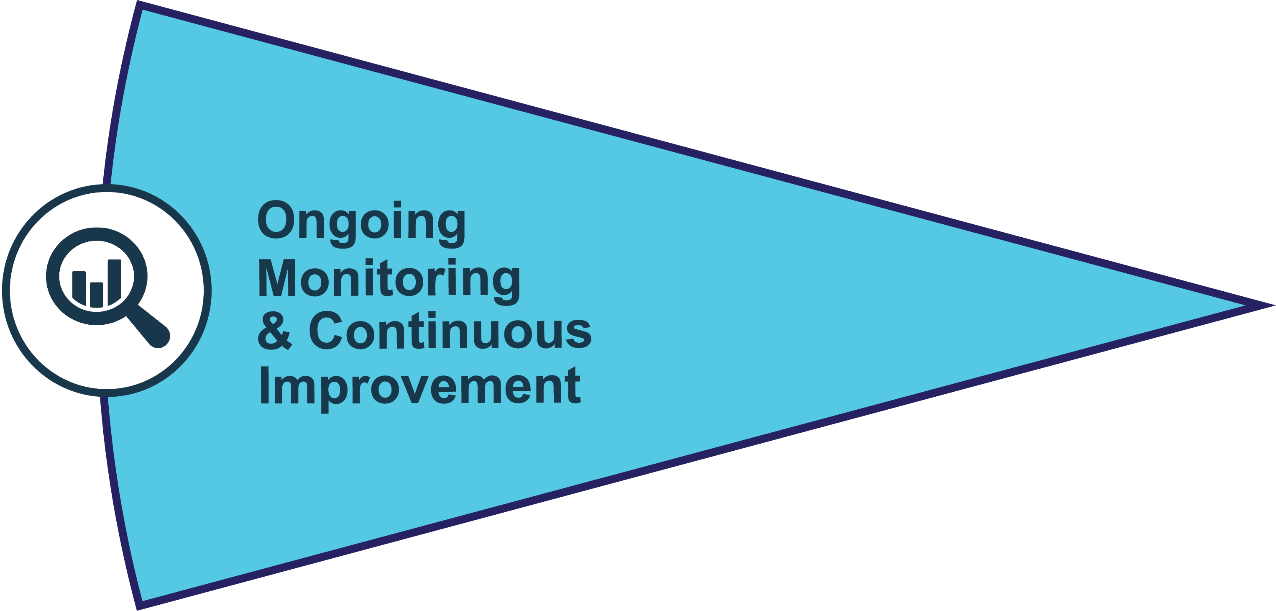 Ongoing
Monitoring
& Continuous
Improvement